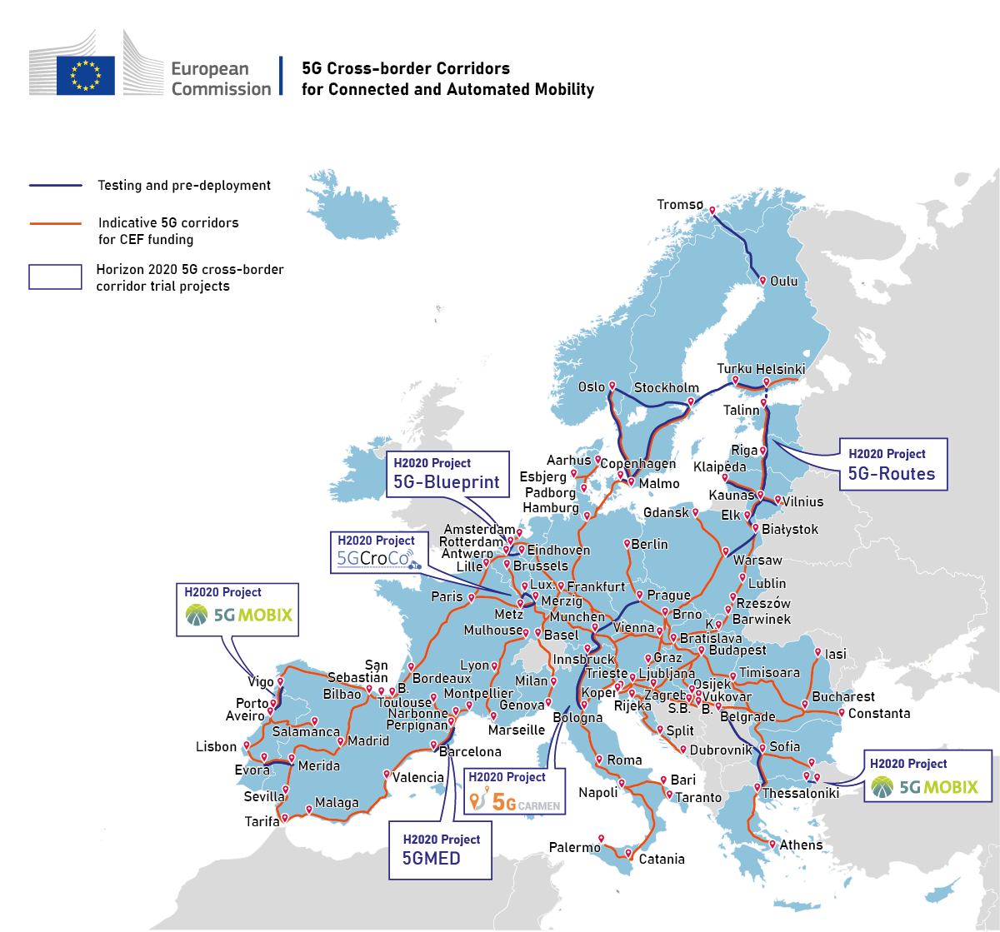 European
Commission
5G Cross-border Corridors
for Connected and Automated Mobility
Testing and pre-deployment
Indicative 5G corridors
for CEF funding
Horizon 2020 5G cross-border
corridor trial projects
Tromsø
Oulu
Turku Helsinki
Oslo
Stockholm
Talinn
Riga
H2020 Project
5G-Routes
Aarhus
Copenhagen
Klaipėda
H2020 Project
5G-Blueprint
Esbjerg
Malmo
Padborg
Kaunas
Vilnius
Hamburg
Gdansk
Elk
Białystok
Amsterdam
Rotterdam
Antwerp
Eindhoven
Berlin
H2020 Project
5GCroCo
Lille
Brussels
Warsaw
Lublin
Lux.
Frankfurt
Paris
Merzig
Prague
Rzeszów
H2020 Project
5G MOBIX
Metz
Munchen
Brno
Barwinek
Vienna
K.
Mulhouse
Basel
Bratislava
Innsbruck
Budapest
Graz
Iasi
Lyon
San
Sebastián
Bordeaux
Trieste
Ljubljana
Timisoara
Vigo
Milan
Osijek
Bilbao
B.
Koper
Zagreb
Vukovar
Bucharest
Porto
Toulouse
Montpellier
Genova
Rijeka
S.B.
B.
Aveiro
Narbonne
Bologna
Belgrade
Constanta
Perpignan
Marseille
Salamanca
Split
Madrid
Lisbon
Barcelona
Dubrovnik
Sofia
Evora
Merida
Roma
H2020 Project
5G MOBIX
Valencia
H2020 Project
5G CARMEN
Bari
Sevilla
Napoli
Taranto
Thessaloniki
Malaga
Tarifa
H2020 Project
5GMED
Palermo
Catania
Athens